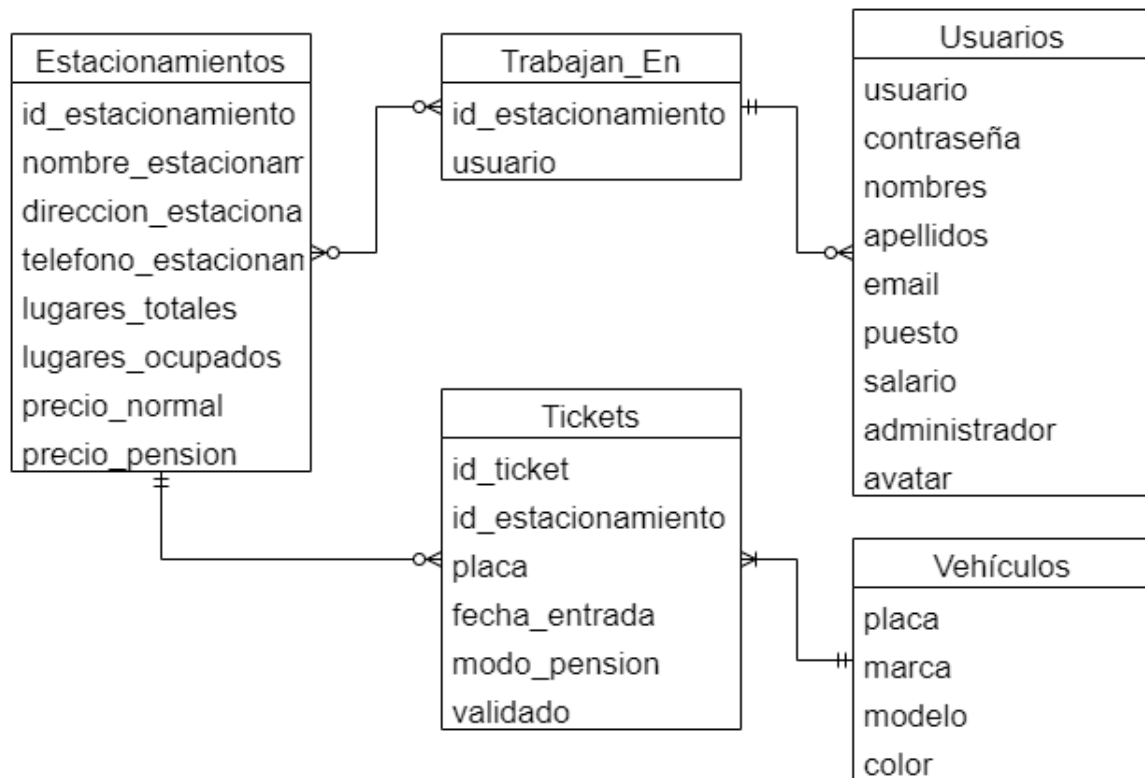 Estacionamientos
id_estacionamiento
nombre_estacionam
direccion_estaciona
telefono_estacionan
lugares_totales
lugares_ocupados
precio_normal
precio_pension
Trabajan_En
id_estacionamiento
usuario
Usuarios
usuario
contraseña
nombres
apellidos
email
puesto
salario
administrador
avatar
Tickets
id_ticket
id_estacionamiento
placa
fecha_entrada
modo_pension
validado
Vehículos
placa
marca
modelo
color